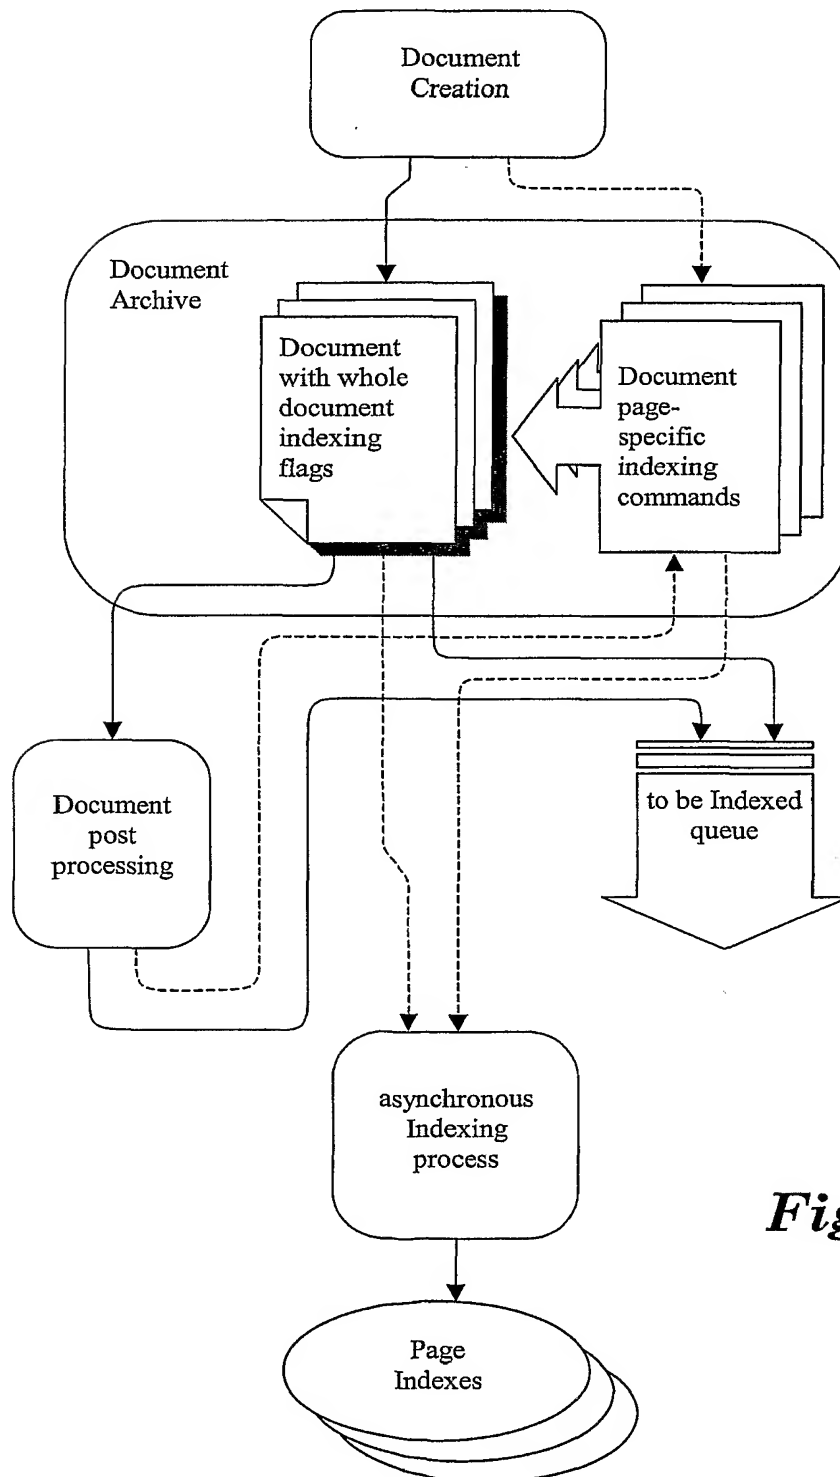 Document
Creation
Document
Archive
Document
with whole
document
indexing
flags
Document
page-
specific
indexing
commands
Document
post
processing
to be Indexed
queue
asynchronous
Indexing
process
Fig
Page
Indexes